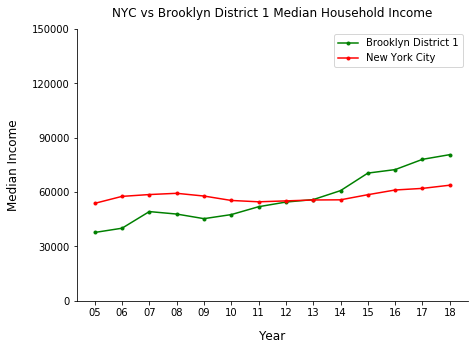 NYC vs Brooklyn District 1 Median Household Income
Brooklyn District 1
New York City
Median Income
150000
120000
90000
60000
30000
0
05 06 07 08 09 10 11 12 13 14 15 16 17 18
Year